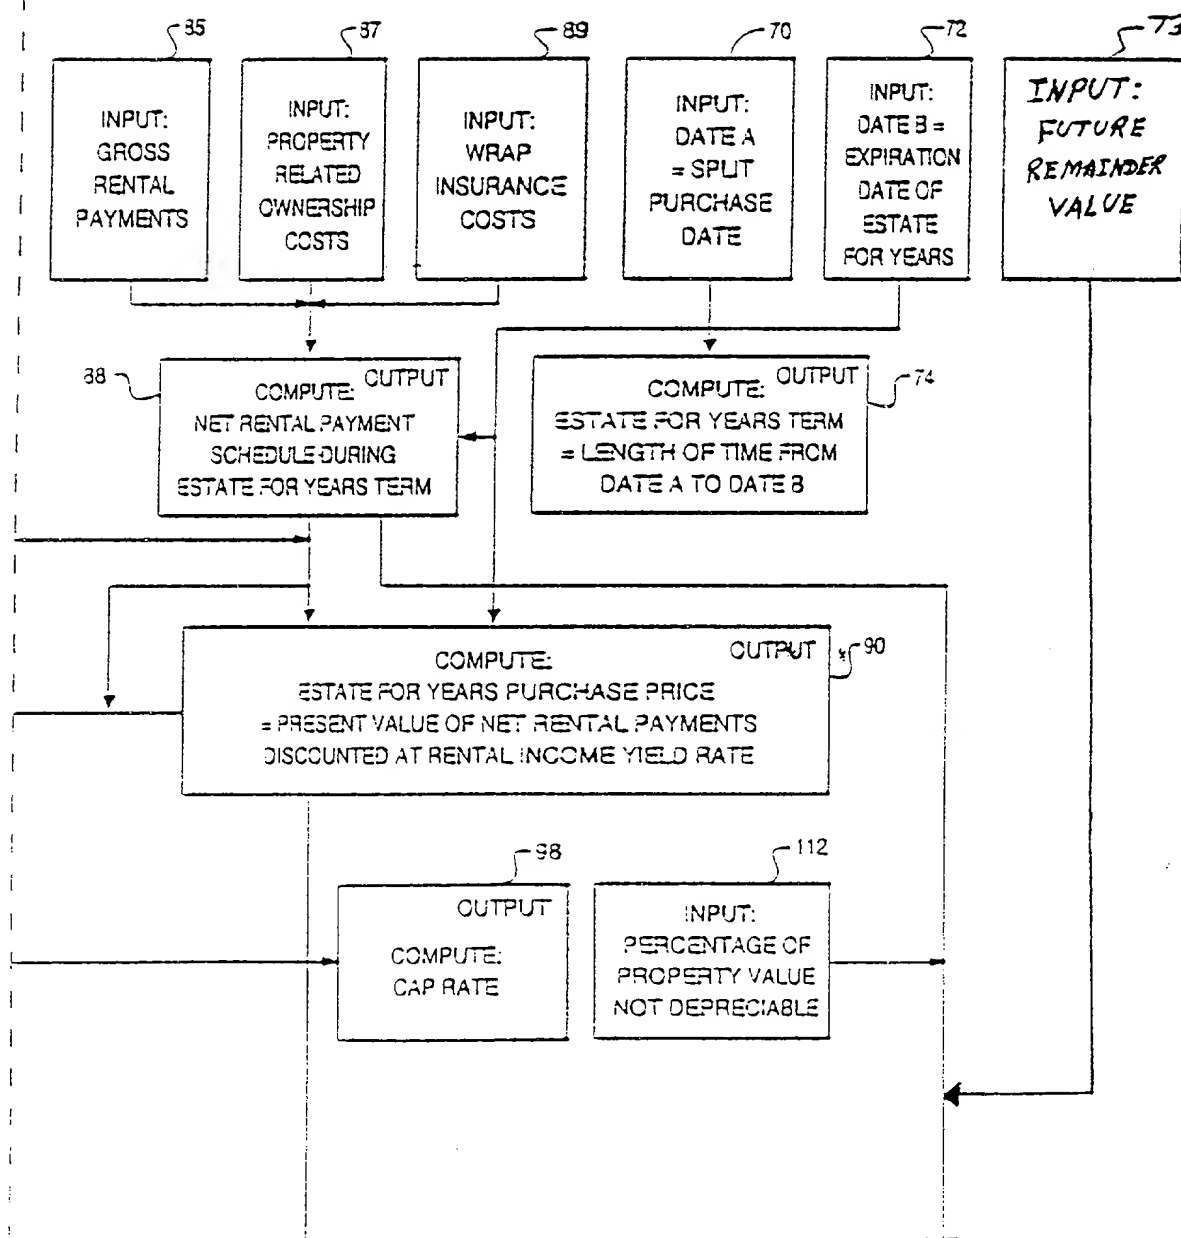 85
87
89
70
72
73
INPUT:
GROSS
RENTAL
PAYMENTS
INPUT:
PROPERTY
RELATED
OWNERSHIP
COSTS
INPUT:
WRAP
INSURANCE
COSTS
INPUT:
DATE A
= SPLIT
PURCHASE
DATE
INPUT:
DATE B =
EXPIRATION
DATE OF
ESTATE
FOR YEARS
INPUT:
FUTURE
REMAINDER
VALUE
88
OUTPUT
COMPUTE:
NET RENTAL PAYMENT
SCHEDULE DURING
ESTATE FOR YEARS TERM
OUTPUT
74
COMPUTE:
ESTATE FOR YEARS TERM
= LENGTH OF TIME FROM
DATE A TO DATE B
OUTPUT
90
COMPUTE:
ESTATE FOR YEARS PURCHASE PRICE
= PRESENT VALUE OF NET RENTAL PAYMENTS
DISCOUNTED AT RENTAL INCOME YIELD RATE
98
OUTPUT
COMPUTE:
CAP RATE
112
INPUT:
PERCENTAGE OF
PROPERTY VALUE
NOT DEPRECIABLE